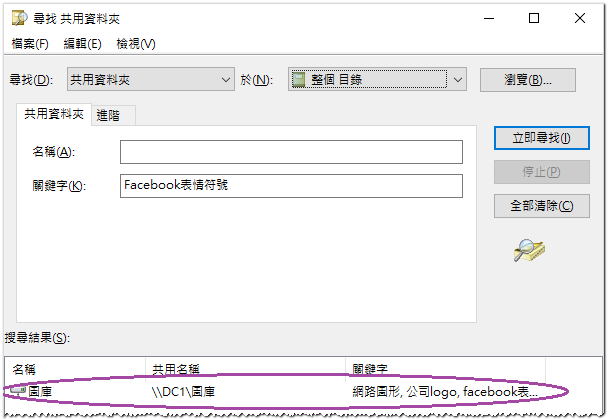 尋找 共用資料夾
檔案(F) 編輯(E) 檢視(V)
尋找(D): 共用資料夾 於(N): 整個 目錄 瀏覽(B)...
共用資料夾 進階
名稱(A):
關鍵字(K): Facebook表情符號
立即尋找(I)
停止(P)
全部清除(C)
搜尋結果(S):
名稱 共用名稱 關鍵字
圖庫 \\DC1\圖庫 網路圖形, 公司logo, facebook表...